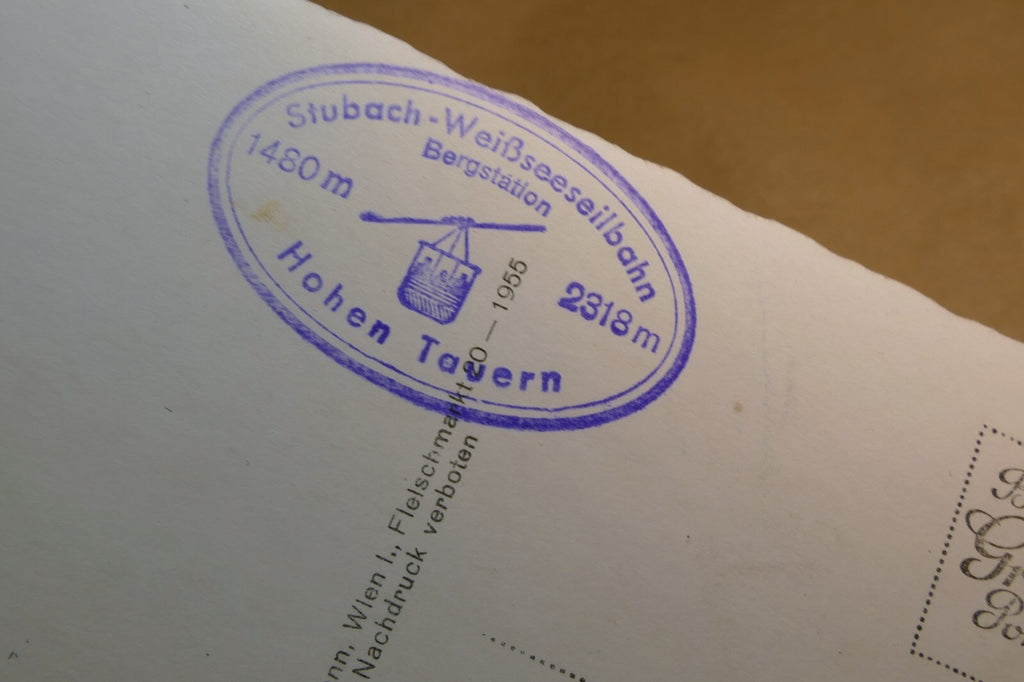 Stubach-Weißseeseilbahn
Bergstation
1480 m
2318 m
Hohen Tauern
nn, Wien I., Fleischmarkt 20 — 1955
Nachdruck verboten